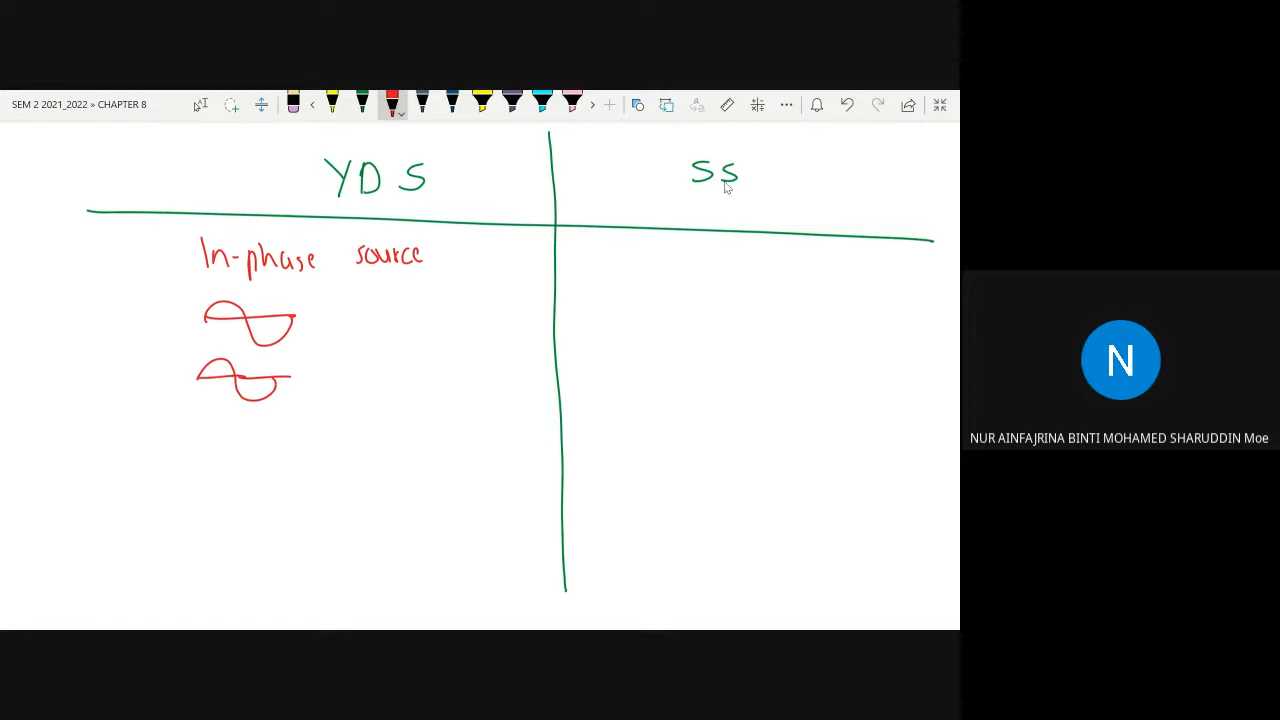 SEM 2 2021_2022 » CHAPTER 8
YDS
SS
In-phase source
N
NUR AINFAJRINA BINTI MOHAMED SHARUDDIN Moe